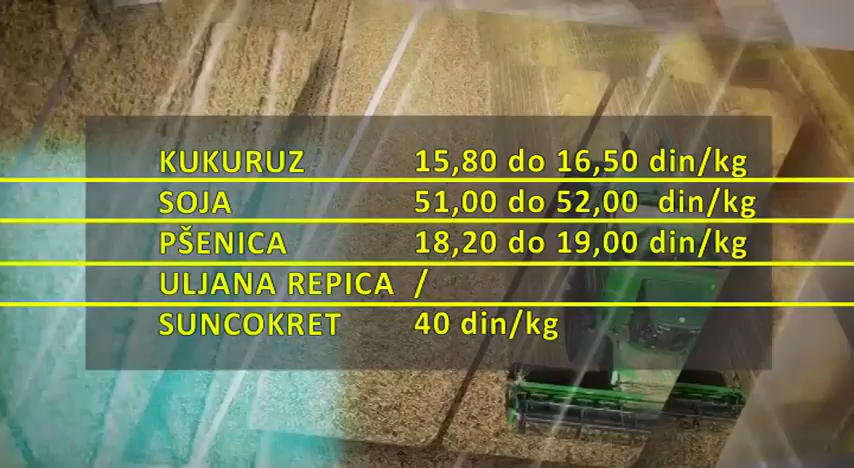 KUKURUZ 15,80 do 16,50 din/kg
SOJA 51,00 do 52,00 din/kg
PŠENICA 18,20 do 19,00 din/kg
ULJANA REPICA /
SUNCOKRET 40 din/kg